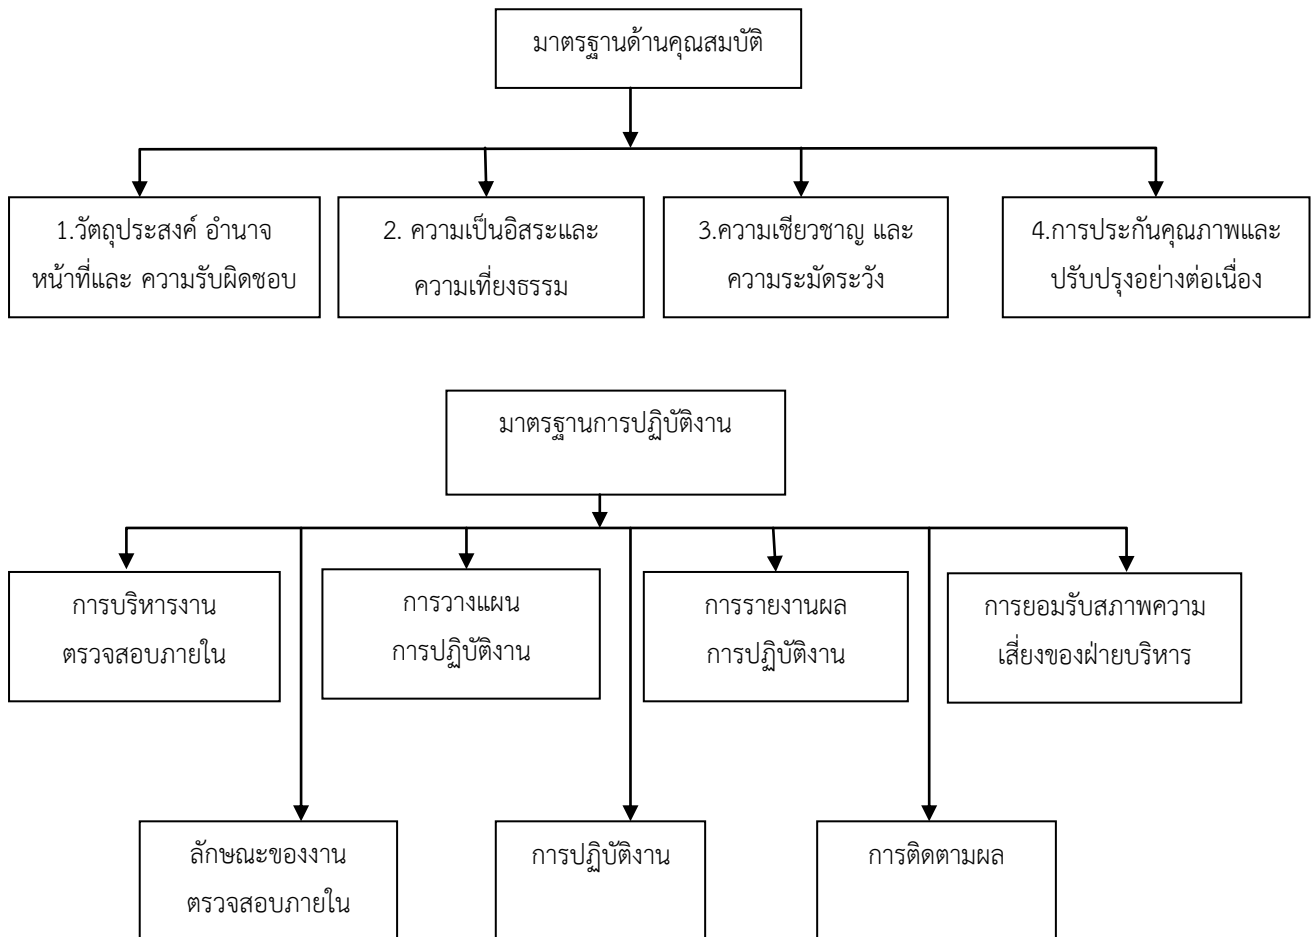 มาตรฐานด้านคุณสมบัติ
1.วัตถุประสงค์ อำนาจ
หน้าที่และ ความรับผิดชอบ
2. ความเป็นอิสระและ
ความเที่ยงธรรม
3.ความเชียวชาญ และ
ความระมัดระวัง
4.การประกันคุณภาพและ
ปรับปรุงอย่างต่อเนื่อง
มาตรฐานการปฏิบัติงาน
การบริหารงาน
ตรวจสอบภายใน
การวางแผน
การปฏิบัติงาน
การรายงานผล
การปฏิบัติงาน
การยอมรับสภาพความ
เสี่ยงของฝ่ายบริหาร
ลักษณะของงาน
ตรวจสอบภายใน
การปฏิบัติงาน
การติดตามผล